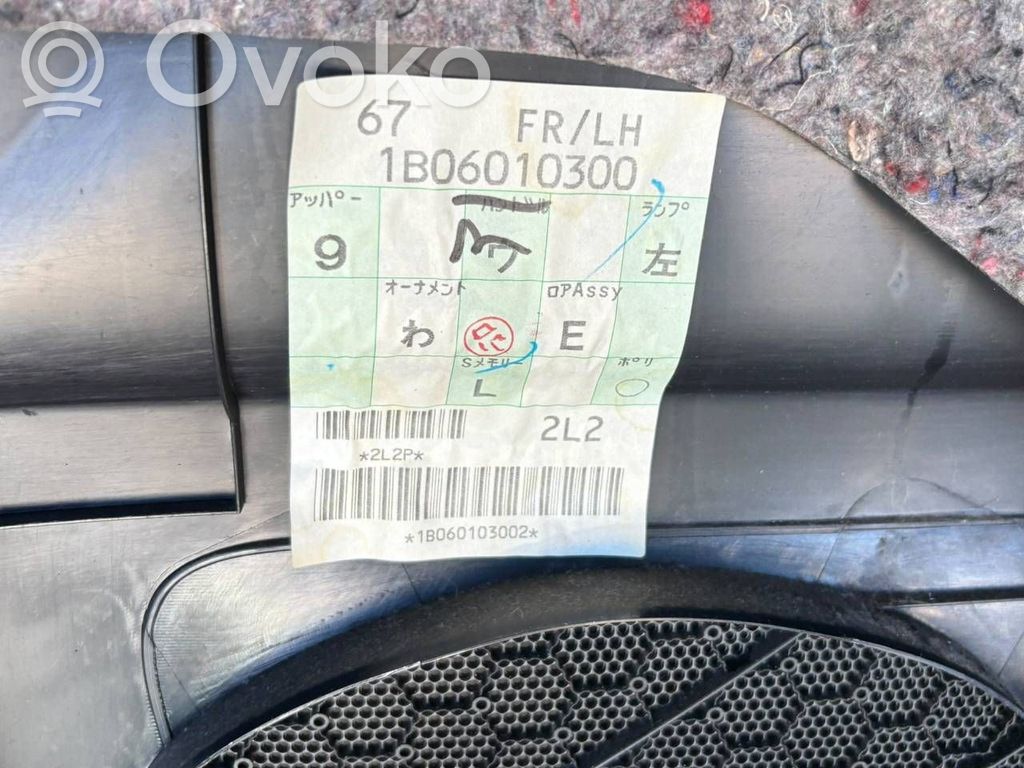 Ovoko
67 FR/LH
1B06010300
アッパー ハンドル ランプ
9 左
オーナメント ロアAssy
わ E
Sメモリー ポリ
L ○
2L2
*2L2P*
*1B060103002*